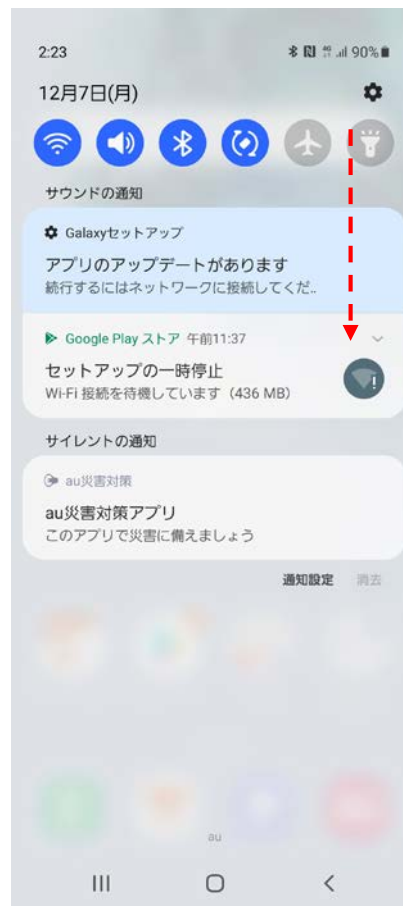 2:23 4G 90%
12月7日(月)
サウンドの通知
Galaxyセットアップ
アプリのアップデートがあります
続行するにはネットワークに接続してくだ..
Google Play ストア 午前11:37
セットアップの一時停止
Wi-Fi 接続を待機しています（436 MB）
サイレントの通知
au災害対策
au災害対策アプリ
このアプリで災害に備えましょう
通知設定 消去
au